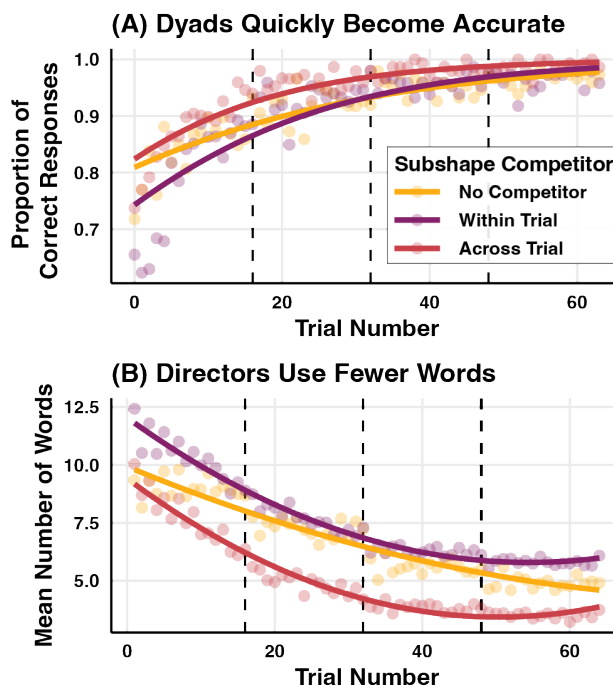 (A) Dyads Quickly Become Accurate
Proportion of
Correct Responses
1.0
0.9
0.8
0.7
Subshape Competitor
No Competitor
Within Trial
Across Trial
0
20
40
60
Trial Number
(B) Directors Use Fewer Words
Mean Number of Words
12.5
10.0
7.5
5.0
0
20
40
60
Trial Number